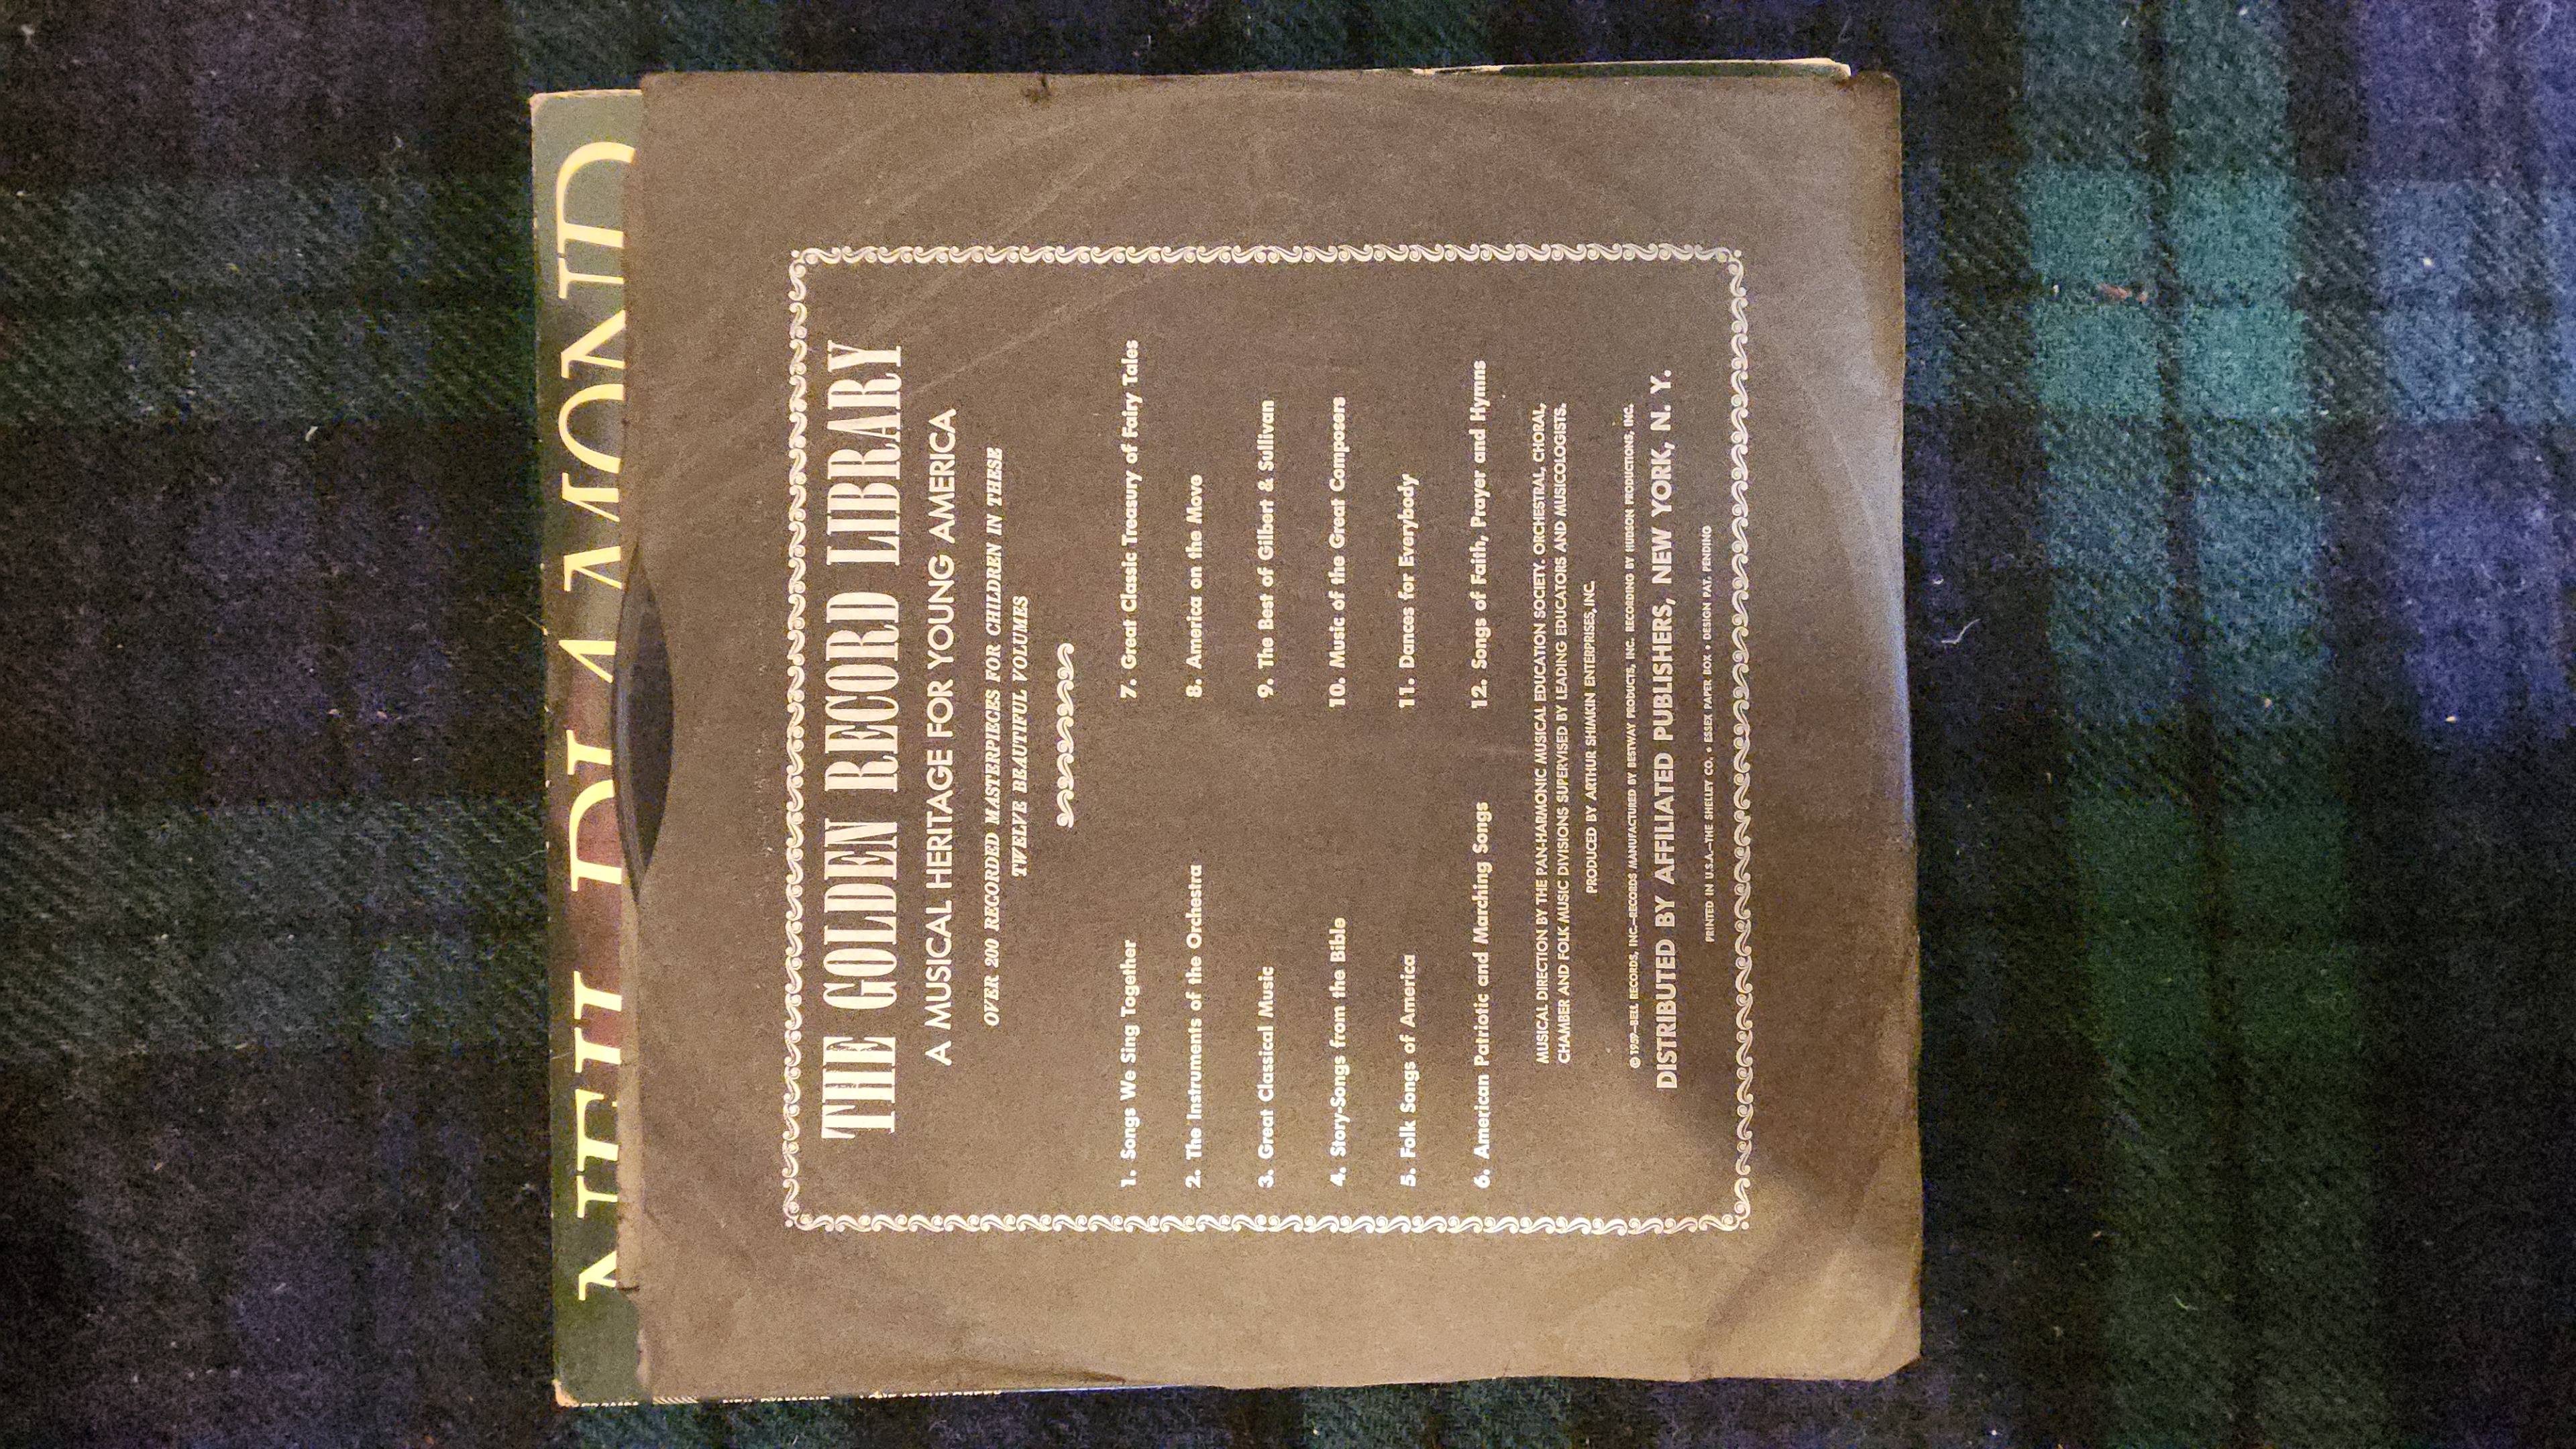 NEIL DIAMOND
THE GOLDEN RECORD LIBRARY
A MUSICAL HERITAGE FOR YOUNG AMERICA
OVER 200 RECORDED MASTERPIECES FOR CHILDREN IN THESE
TWELVE BEAUTIFUL VOLUMES
1. Songs We Sing Together
2. The Instruments of the Orchestra
3. Great Classical Music
4. Story-Songs from the Bible
5. Folk Songs of America
6. American Patriotic and Marching Songs
7. Great Classic Treasury of Fairy Tales
8. America on the Move
9. The Best of Gilbert & Sullivan
10. Music of the Great Composers
11. Dances for Everybody
12. Songs of Faith, Prayer and Hymns
MUSICAL DIRECTION BY THE PAN-HARMONIC MUSICAL EDUCATION SOCIETY. ORCHESTRAL, CHORAL,
CHAMBER AND FOLK MUSIC DIVISIONS SUPERVISED BY LEADING EDUCATORS AND MUSICOLOGISTS.
PRODUCED BY ARTHUR SHIMKIN ENTERPRISES, INC.
© BELL RECORDS, INC.—RECORDS MANUFACTURED BY BESTWAY PRODUCTS, INC. RECORDING BY HUDSON PRODUCTIONS, INC.
DISTRIBUTED BY AFFILIATED PUBLISHERS, NEW YORK, N. Y.
PRINTED IN U.S.A.—THE SHELLEY CO. • ESSEX PAPER BOX • DESIGN PAT. PENDING